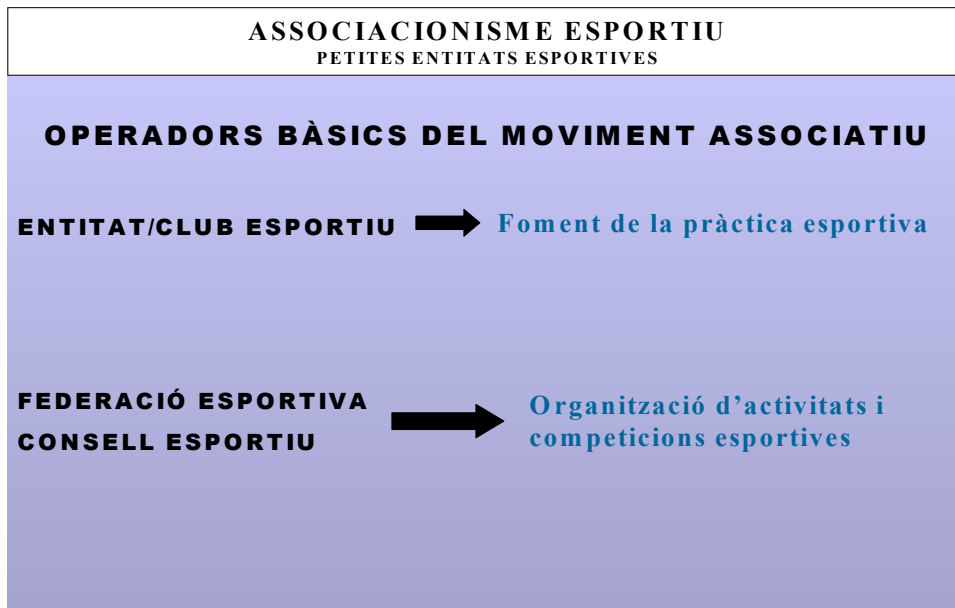 ASSOCIACIONISME ESPORTIU
PETITES ENTITATS ESPORTIVES
OPERADORS BÀSICS DEL MOVIMENT ASSOCIATIU
ENTITAT/CLUB ESPORTIU
Foment de la pràctica esportiva
FEDERACIÓ ESPORTIVA
CONSELL ESPORTIU
Organització d’activitats i
competicions esportives